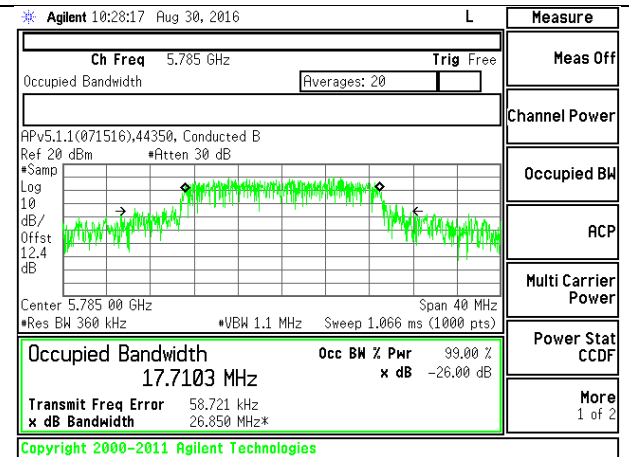 Agilent 10:28:17 Aug 30, 2016 L Measure
Ch Freq 5.785 GHz Trig Free
Meas Off
Occupied Bandwidth Averages: 20
Channel Power
APv5.1.1(071516),44350, Conducted B
Ref 20 dBm #Atten 30 dB
#Samp
Log
10
dB/
Offst
12.4
dB
Occupied BW
ACP
Multi Carrier
Power
Center 5.785 00 GHz Span 40 MHz
#Res BW 360 kHz #VBW 1.1 MHz Sweep 1.066 ms (1000 pts)
Power Stat
CCDF
Occupied Bandwidth Occ BW % Pwr 99.00 %
17.7103 MHz x dB -26.00 dB
Transmit Freq Error 58.721 kHz
x dB Bandwidth 26.850 MHz*
More
1 of 2
Copyright 2000-2011 Agilent Technologies